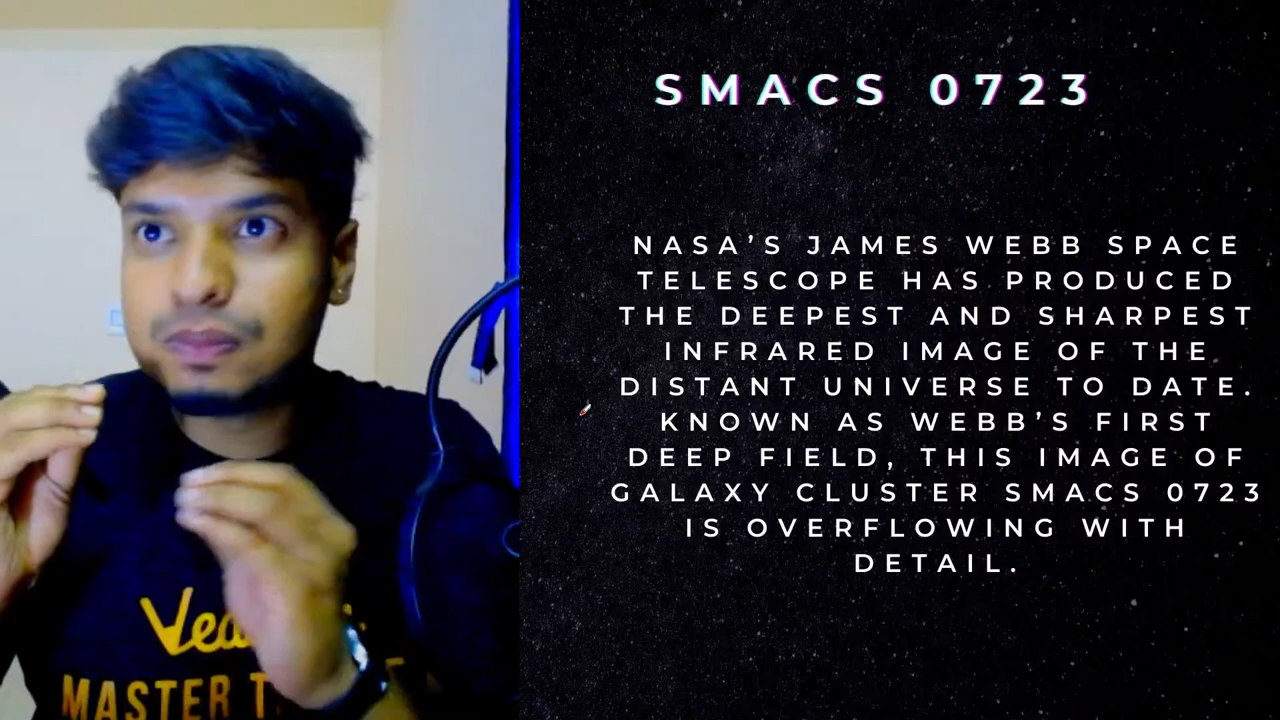 SMACS 0723
NASA’S JAMES WEBB SPACE
TELESCOPE HAS PRODUCED
THE DEEPEST AND SHARPEST
INFRARED IMAGE OF THE
DISTANT UNIVERSE TO DATE.
KNOWN AS WEBB’S FIRST
DEEP FIELD, THIS IMAGE OF
GALAXY CLUSTER SMACS 0723
IS OVERFLOWING WITH
DETAIL.
MASTER